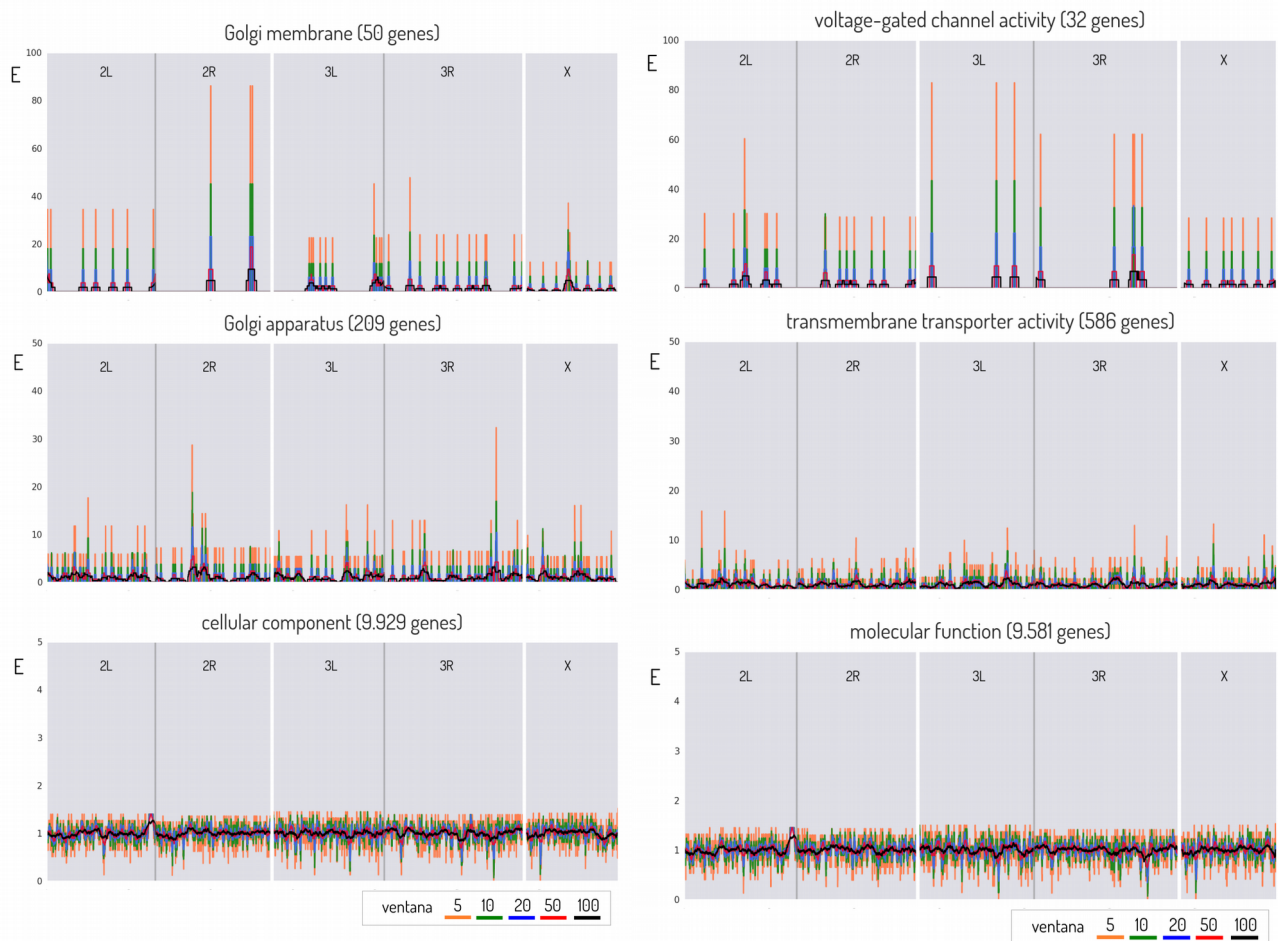 Golgi membrane (50 genes)
E
100
80
60
40
20
0
2L
2R
3L
3R
X
voltage-gated channel activity (32 genes)
E
100
80
60
40
20
0
2L
2R
3L
3R
X
Golgi apparatus (209 genes)
E
50
40
30
20
10
0
2L
2R
3L
3R
X
transmembrane transporter activity (586 genes)
E
50
40
30
20
10
0
2L
2R
3L
3R
X
cellular component (9.929 genes)
E
5
4
3
2
1
0
2L
2R
3L
3R
X
ventana 5 10 20 50 100
molecular function (9.581 genes)
E
5
4
3
2
1
0
2L
2R
3L
3R
X
ventana 5 10 20 50 100